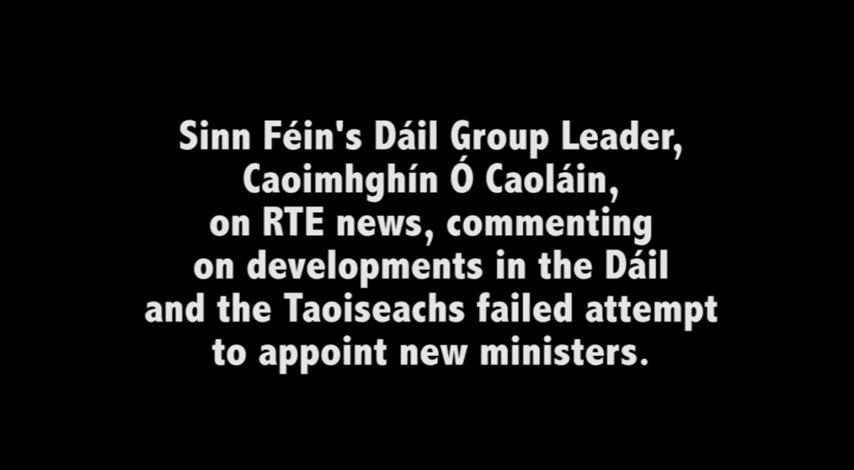 Sinn Féin's Dáil Group Leader,
Caoimhghín Ó Caoláin,
on RTE news, commenting
on developments in the Dáil
and the Taoiseachs failed attempt
to appoint new ministers.